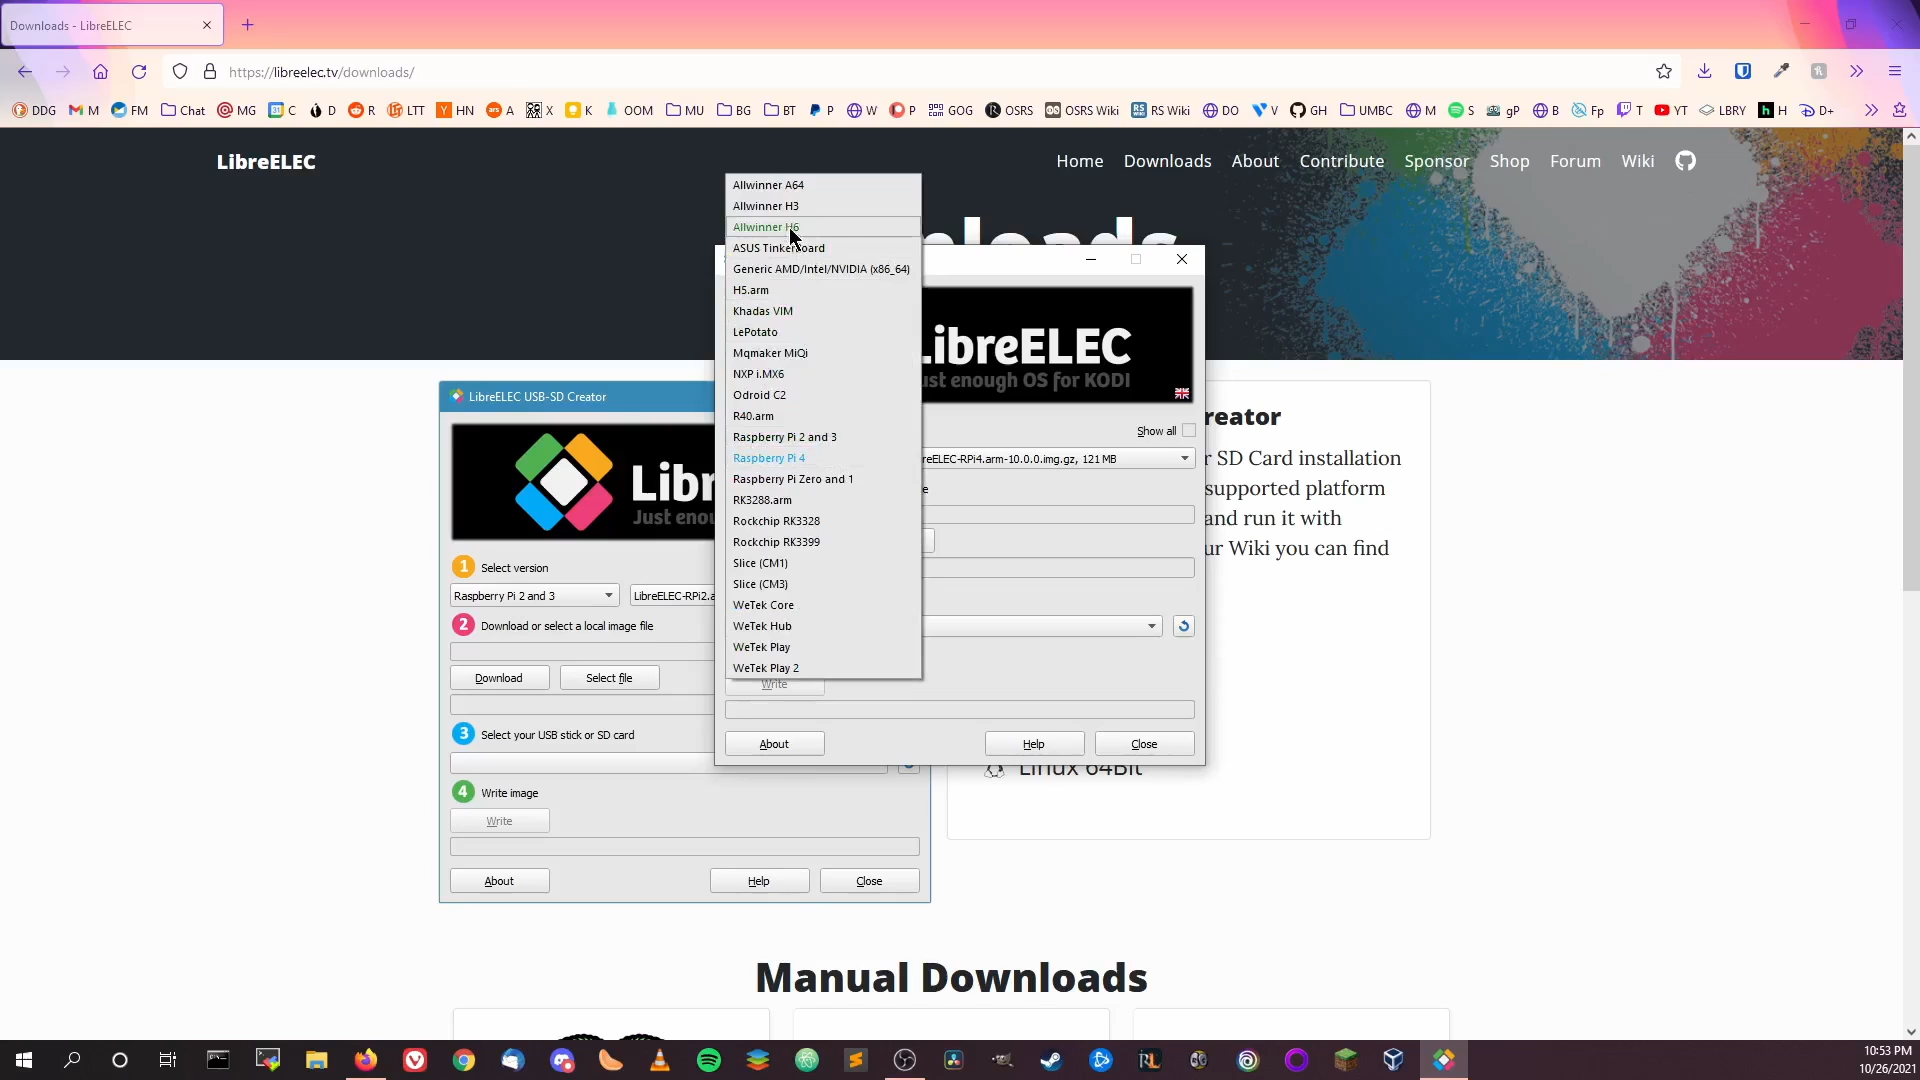 Downloads - LibreELEC
https://libreelec.tv/downloads/
DDG M FM Chat MG C D R LTT HN A X K OOM MU BG BT P W P GOG OSRS OSRS Wiki RS Wiki DO V GH UMBC M S gP B Fp T YT LBRY H D+
LibreELEC
Home Downloads About Contribute Sponsor Shop Forum Wiki
Allwinner A64
Allwinner H3
Allwinner H6
ASUS Tinkerboard
Generic AMD/Intel/NVIDIA (x86_64)
H5.arm
Khadas VIM
LePotato
Mqmaker MiQi
NXP i.MX6
Odroid C2
R40.arm
Raspberry Pi 2 and 3
Raspberry Pi 4
Raspberry Pi Zero and 1
RK3288.arm
Rockchip RK3328
Rockchip RK3399
Slice (CM1)
Slice (CM3)
WeTek Core
WeTek Hub
WeTek Play
WeTek Play 2
LibreELEC
ust enough OS for KODI
Show all
reELEC-RPi4.arm-10.0.0.img.gz, 121 MB
e
Write
About
Help
Close
LibreELEC USB-SD Creator
Libr
Just enou
1 Select version
Raspberry Pi 2 and 3
LibreELEC-RPi2.a
2 Download or select a local image file
Download
Select file
3 Select your USB stick or SD card
4 Write image
Write
About
Help
Close
reator
r SD Card installation
supported platform
and run it with
ur Wiki you can find
Linux 64Bit
Manual Downloads
10:53 PM
10/26/2021